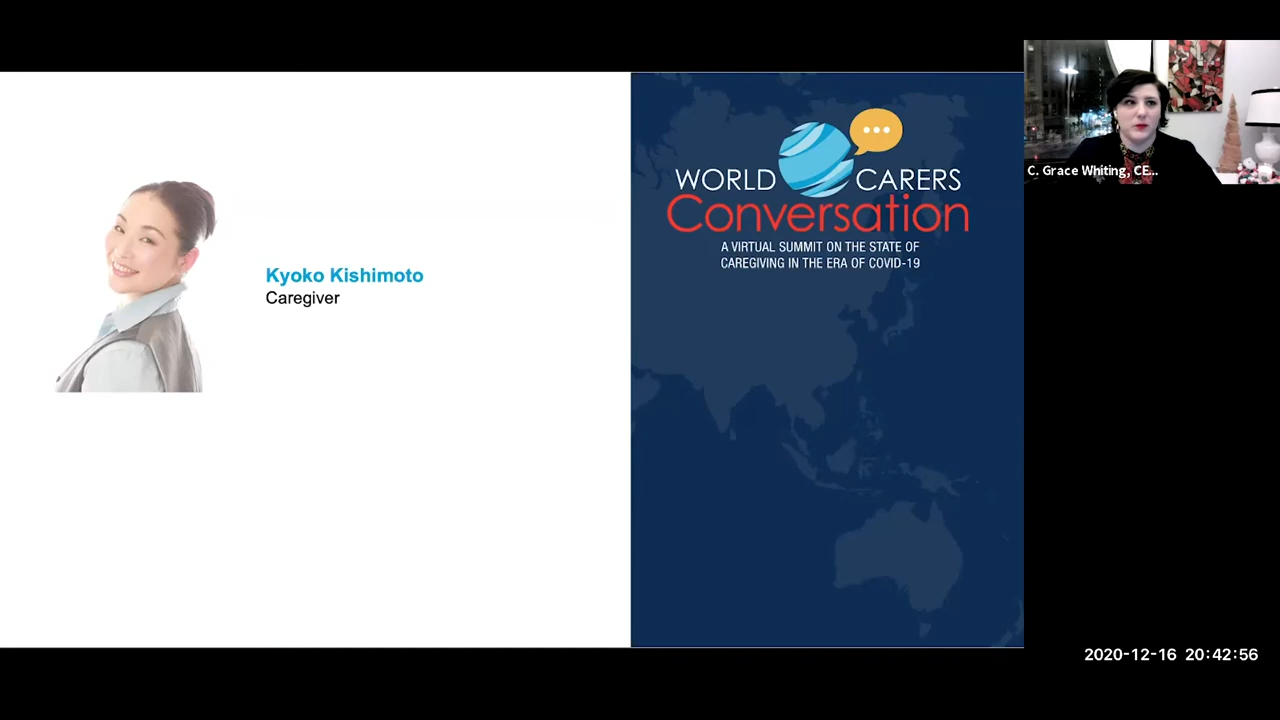 Kyoko Kishimoto
Caregiver
WORLD CARERS
Conversation
A VIRTUAL SUMMIT ON THE STATE OF
CAREGIVING IN THE ERA OF COVID-19
C. Grace Whiting, CE...
2020-12-16 20:42:56